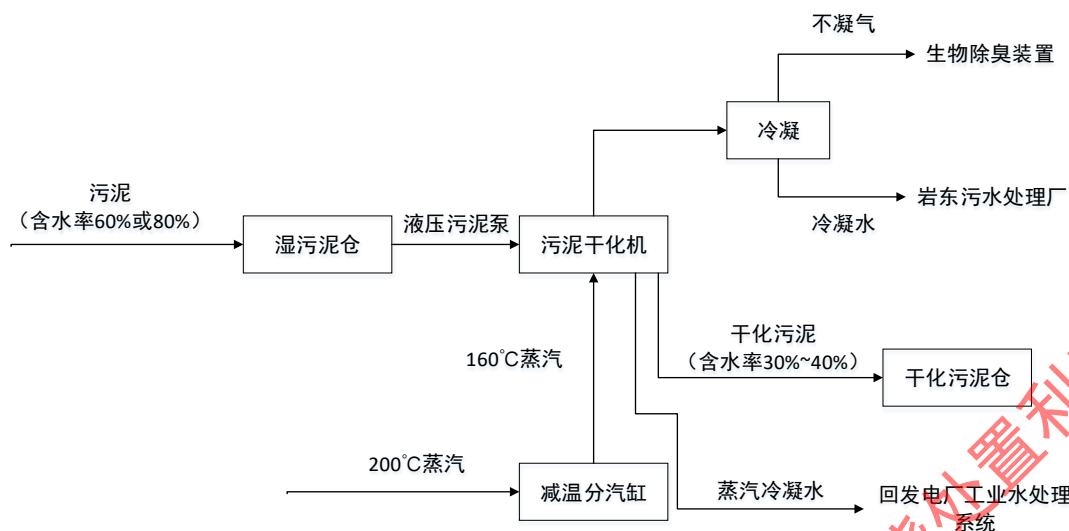 不凝气
生物除臭装置
冷凝
污泥
（含水率60%或80%）
液压污泥泵
岩东污水处理厂
冷凝水
湿污泥仓
污泥干化机
160℃蒸汽
干化污泥
（含水率30%~40%）
干化污泥仓
200℃蒸汽
减温分汽缸
蒸汽冷凝水
回发电厂工业水处理
系统
处置利